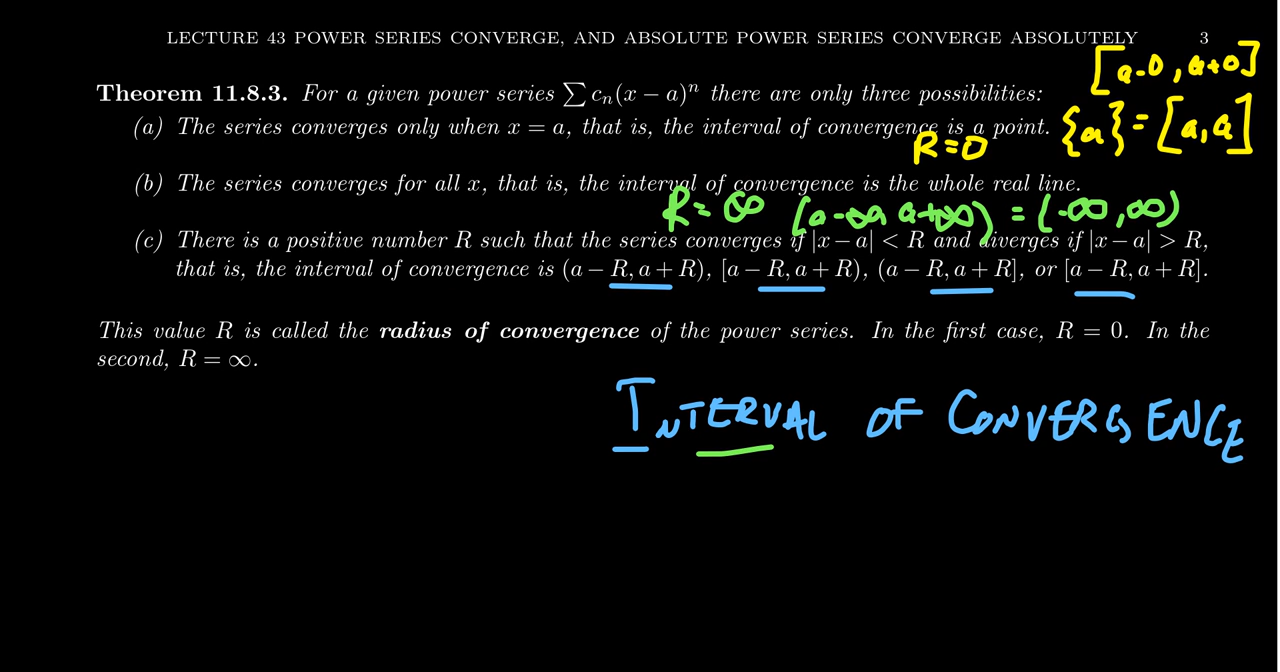 LECTURE 43 POWER SERIES CONVERGE, AND ABSOLUTE POWER SERIES CONVERGE ABSOLUTELY 3
[a-0, a+0]
Theorem 11.8.3. For a given power series ∑ cₙ(x − a)ⁿ there are only three possibilities:
(a) The series converges only when x = a, that is, the interval of convergence is a point. {a} = [a, a]
R=0
(b) The series converges for all x, that is, the interval of convergence is the whole real line.
R=∞ (a-∞, a+∞) = (-∞, ∞)
(c) There is a positive number R such that the series converges if |x − a| < R and diverges if |x − a| > R,
that is, the interval of convergence is (a − R, a + R), [a − R, a + R), (a − R, a + R], or [a − R, a + R].
This value R is called the radius of convergence of the power series. In the first case, R = 0. In the
second, R = ∞.
INTERVAL OF CONVERGENCE